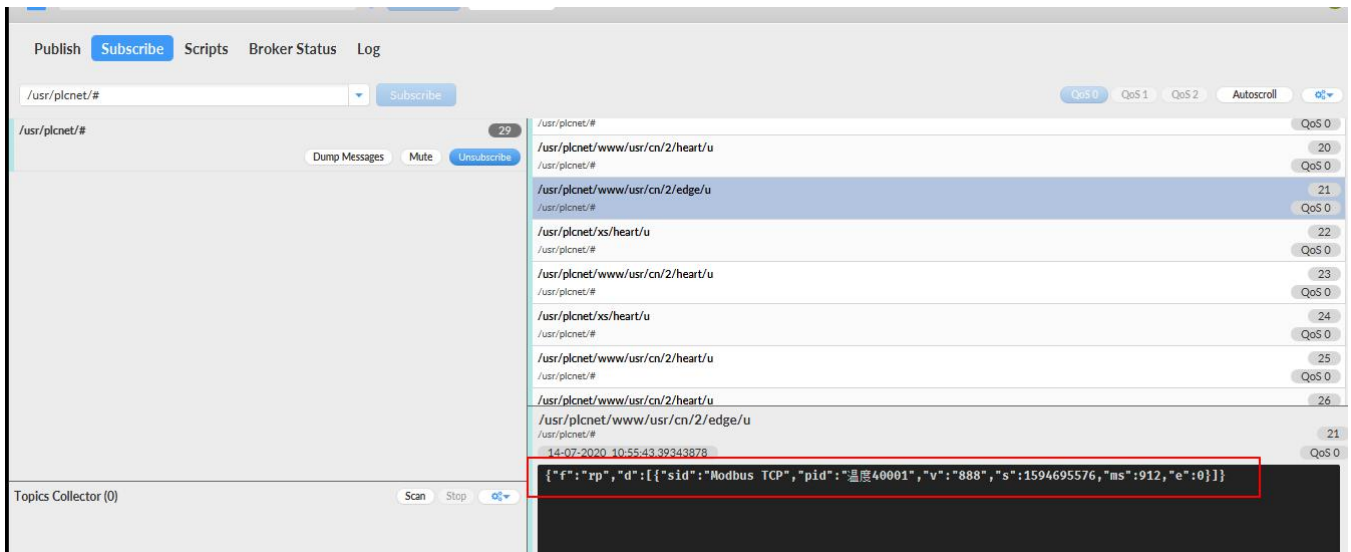 Publish Subscribe Scripts Broker Status Log
/usr/plcnet/# Subscribe QoS 0 QoS 1 QoS 2 Autoscroll
/usr/plcnet/# 29
Dump Messages Mute Unsubscribe
/usr/plcnet/# QoS 0
/usr/plcnet/www/usr/cn/2/heart/u 20
/usr/plcnet/# QoS 0
/usr/plcnet/www/usr/cn/2/edge/u 21
/usr/plcnet/# QoS 0
/usr/plcnet/xs/heart/u 22
/usr/plcnet/# QoS 0
/usr/plcnet/www/usr/cn/2/heart/u 23
/usr/plcnet/# QoS 0
/usr/plcnet/xs/heart/u 24
/usr/plcnet/# QoS 0
/usr/plcnet/www/usr/cn/2/heart/u 25
/usr/plcnet/# QoS 0
/usr/plcnet/www/usr/cn/2/heart/u 26
/usr/plcnet/www/usr/cn/2/edge/u
/usr/plcnet/# 21
14-07-2020 10:55:43.39343878 QoS 0
{"f":"rp","d":[{"sid":"Modbus TCP","pid":"温度40001","v":"888","s":1594695576,"ms":912,"e":0}]}
Topics Collector (0) Scan Stop